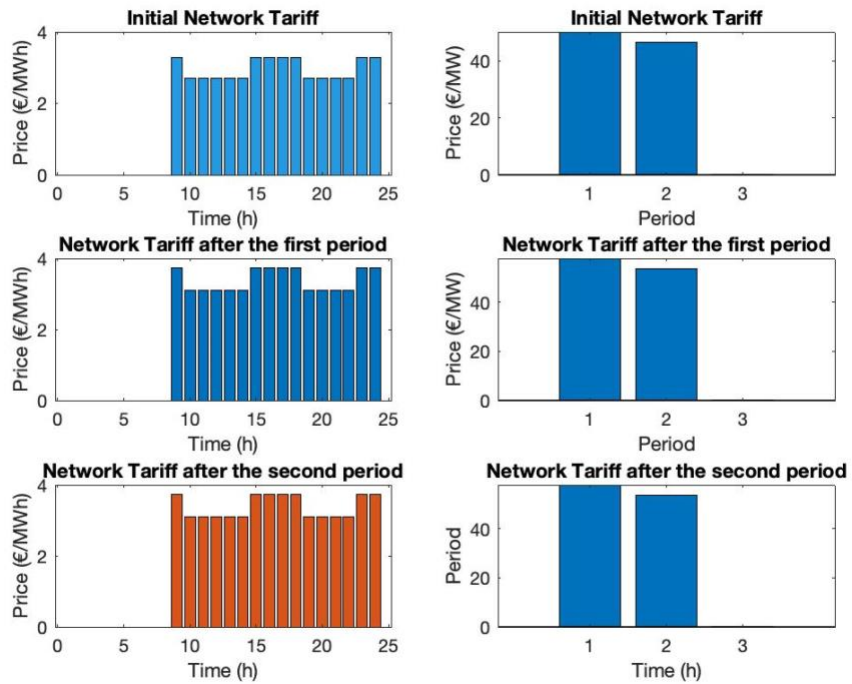 Initial Network Tariff
Price (€/MWh)
4
2
0
0 5 10 15 20 25
Time (h)
Initial Network Tariff
Price (€/MW)
40
20
0
1 2 3
Period
Network Tariff after the first period
Price (€/MWh)
4
2
0
0 5 10 15 20 25
Time (h)
Network Tariff after the first period
Price (€/MW)
40
20
0
1 2 3
Period
Network Tariff after the second period
Price (€/MWh)
4
2
0
0 5 10 15 20 25
Time (h)
Network Tariff after the second period
Period
40
20
0
1 2 3
Time (h)